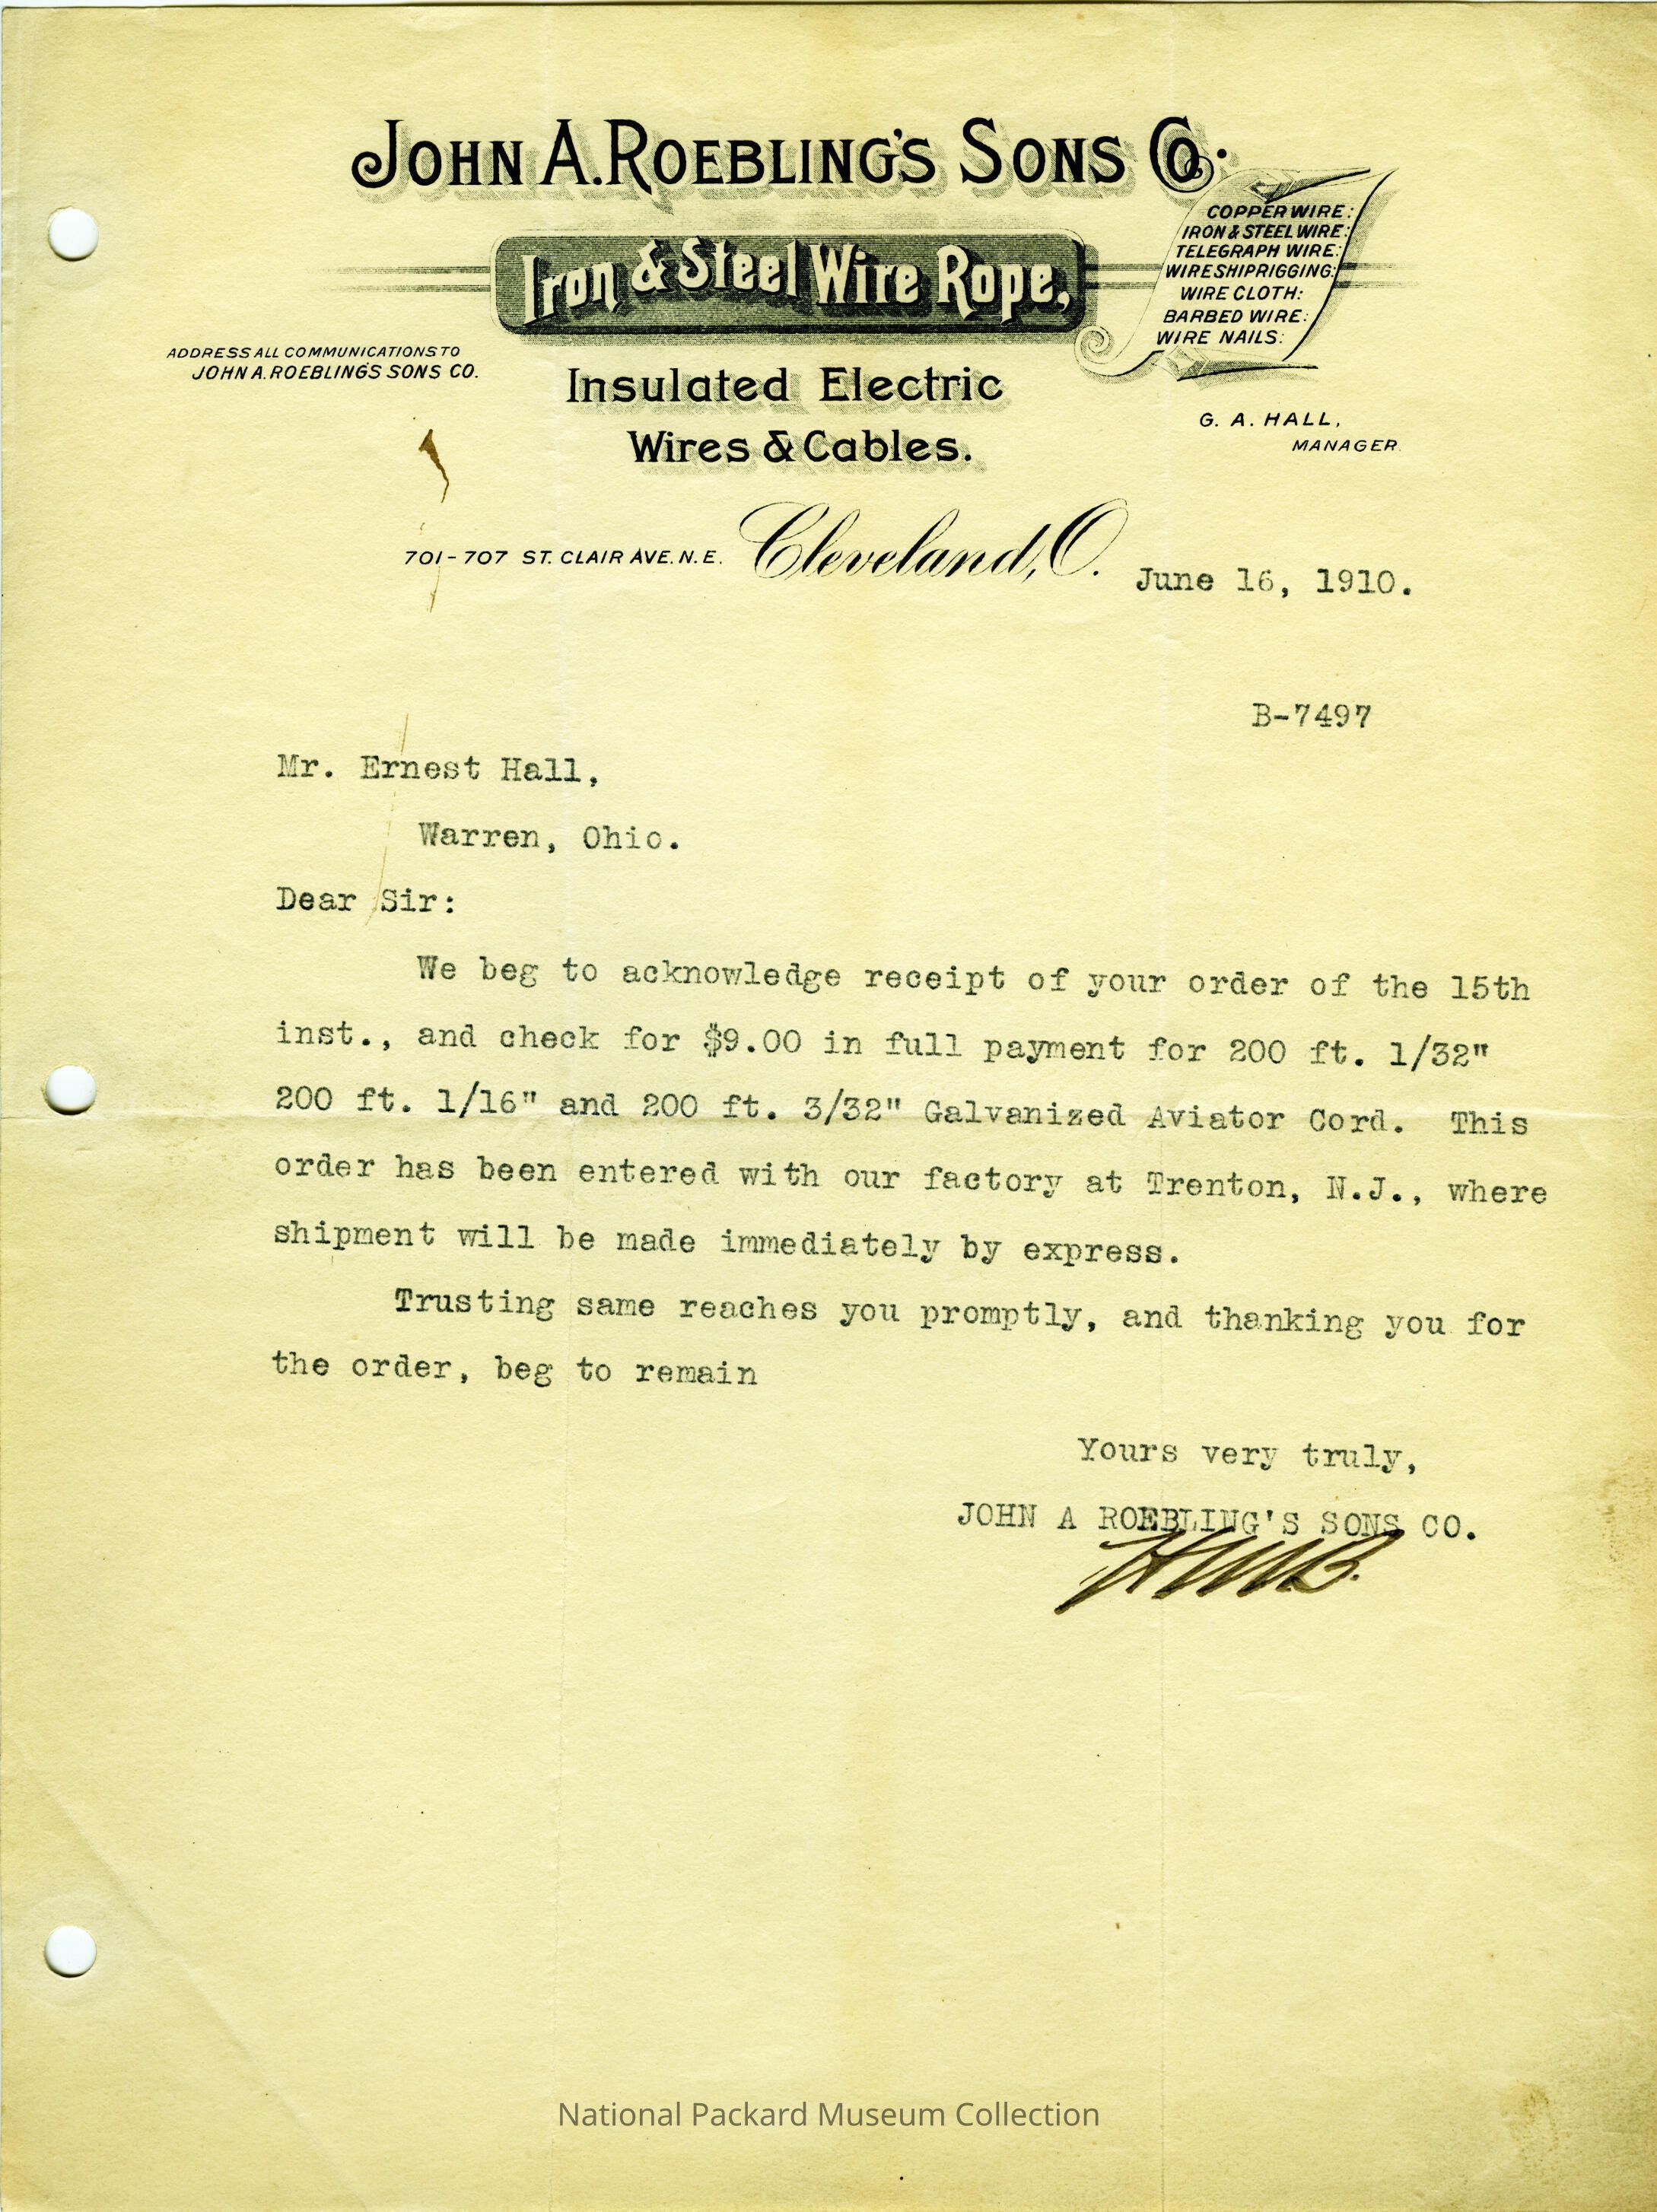 JOHN A. ROEBLING'S SONS CO.
Iron & Steel Wire Rope,
COPPER WIRE:
IRON & STEEL WIRE:
TELEGRAPH WIRE:
WIRE SHIP RIGGING:
WIRE CLOTH:
BARBED WIRE:
WIRE NAILS:
ADDRESS ALL COMMUNICATIONS TO
JOHN A. ROEBLING'S SONS CO.
Insulated Electric
Wires & Cables.
G. A. HALL,
MANAGER.
701-707 ST. CLAIR AVE. N. E. Cleveland, O. June 16, 1910.
B-7497
Mr. Ernest Hall,
Warren, Ohio.
Dear Sir:
We beg to acknowledge receipt of your order of the 15th
inst., and check for $9.00 in full payment for 200 ft. 1/32"
200 ft. 1/16" and 200 ft. 3/32" Galvanized Aviator Cord. This
order has been entered with our factory at Trenton, N.J., where
shipment will be made immediately by express.
Trusting same reaches you promptly, and thanking you for
the order, beg to remain
Yours very truly,
JOHN A ROEBLING'S SONS CO.
National Packard Museum Collection